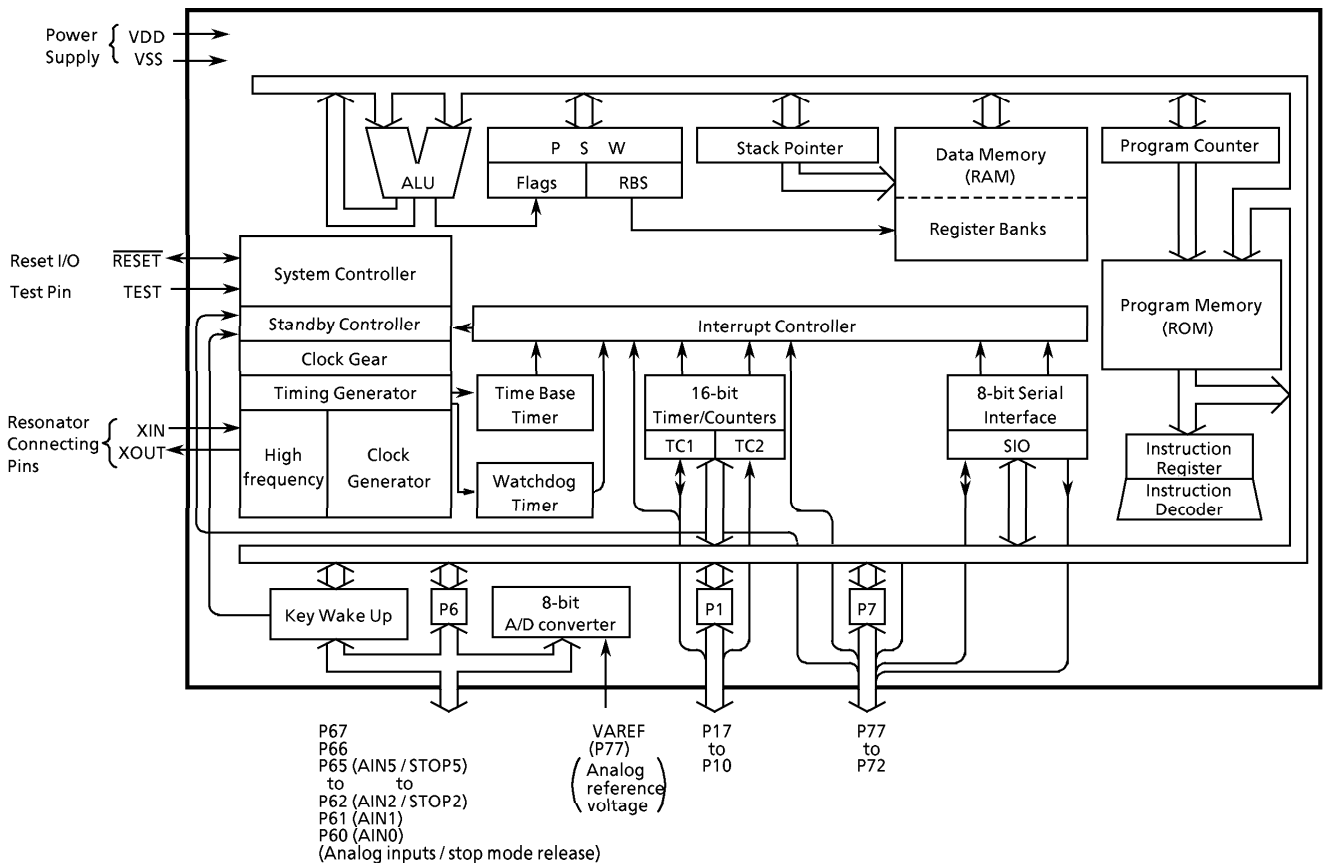 Power
Supply
VDD
VSS
P S W
Flags
RBS
ALU
Stack Pointer
Data Memory
(RAM)
Register Banks
Program Counter
Reset I/O
RESET
Test Pin
TEST
System Controller
Standby Controller
Clock Gear
Timing Generator
High
frequency
Clock
Generator
Interrupt Controller
Program Memory
(ROM)
Time Base
Timer
Watchdog
Timer
16-bit
Timer/Counters
TC1
TC2
8-bit Serial
Interface
SIO
Instruction
Register
Instruction
Decoder
Resonator
Connecting
Pins
XIN
XOUT
Key Wake Up
P6
8-bit
A/D converter
P1
P7
P67
P66
P65 (AIN5 / STOP5)
to to
P62 (AIN2 / STOP2)
P61 (AIN1)
P60 (AIN0)
(Analog inputs / stop mode release)
VAREF
(P77)
(Analog
reference
voltage)
P17
to
P10
P77
to
P72